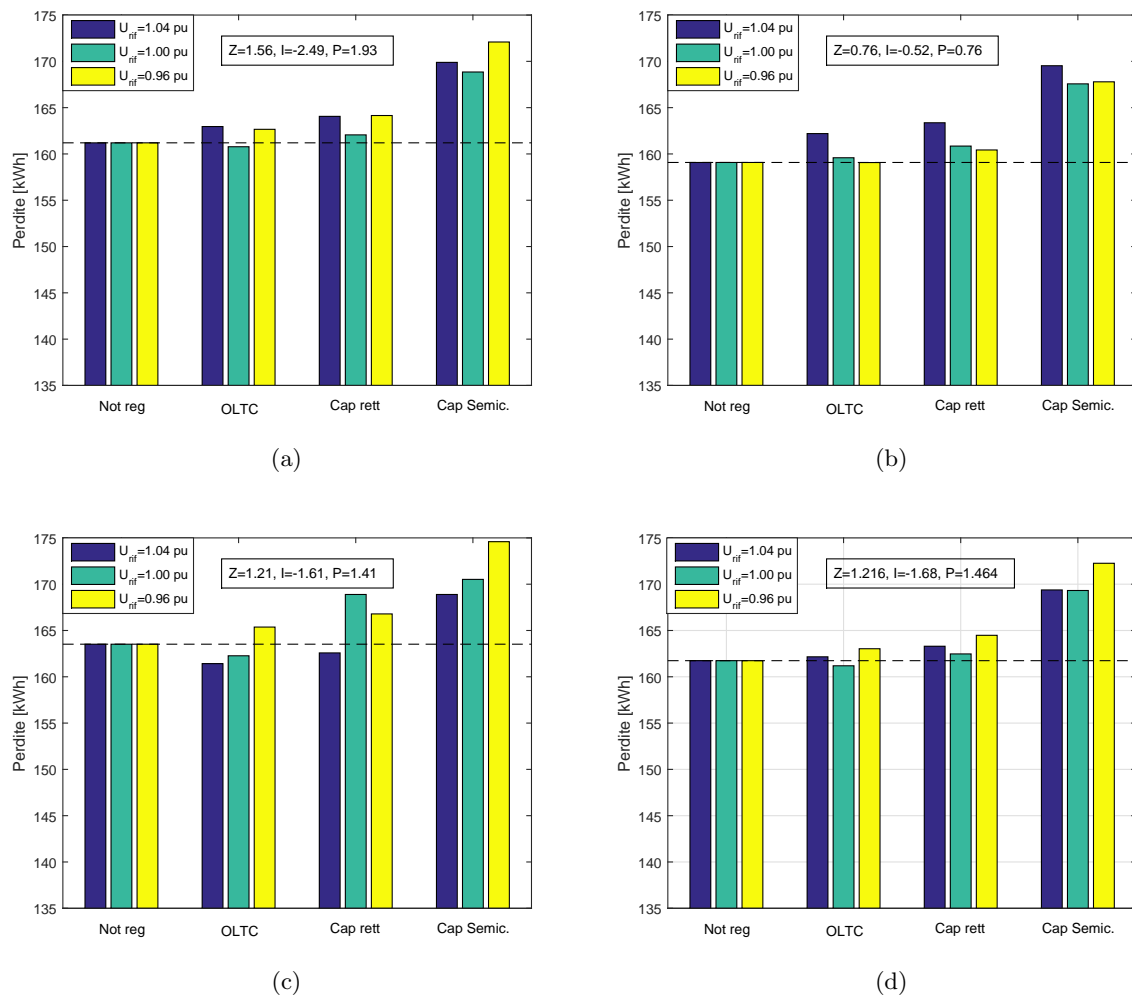 175
170
165
160
155
150
145
140
135
Perdite [kWh]
U_rif=1.04 pu
U_rif=1.00 pu
U_rif=0.96 pu
Z=1.56, I=-2.49, P=1.93
Not reg
OLTC
Cap rett
Cap Semic.
(a)
175
170
165
160
155
150
145
140
135
Perdite [kWh]
U_rif=1.04 pu
U_rif=1.00 pu
U_rif=0.96 pu
Z=0.76, I=-0.52, P=0.76
Not reg
OLTC
Cap rett
Cap Semic.
(b)
175
170
165
160
155
150
145
140
135
Perdite [kWh]
U_rif=1.04 pu
U_rif=1.00 pu
U_rif=0.96 pu
Z=1.21, I=-1.61, P=1.41
Not reg
OLTC
Cap rett
Cap Semic.
(c)
175
170
165
160
155
150
145
140
135
Perdite [kWh]
U_rif=1.04 pu
U_rif=1.00 pu
U_rif=0.96 pu
Z=1.216, I=-1.68, P=1.464
Not reg
OLTC
Cap rett
Cap Semic.
(d)